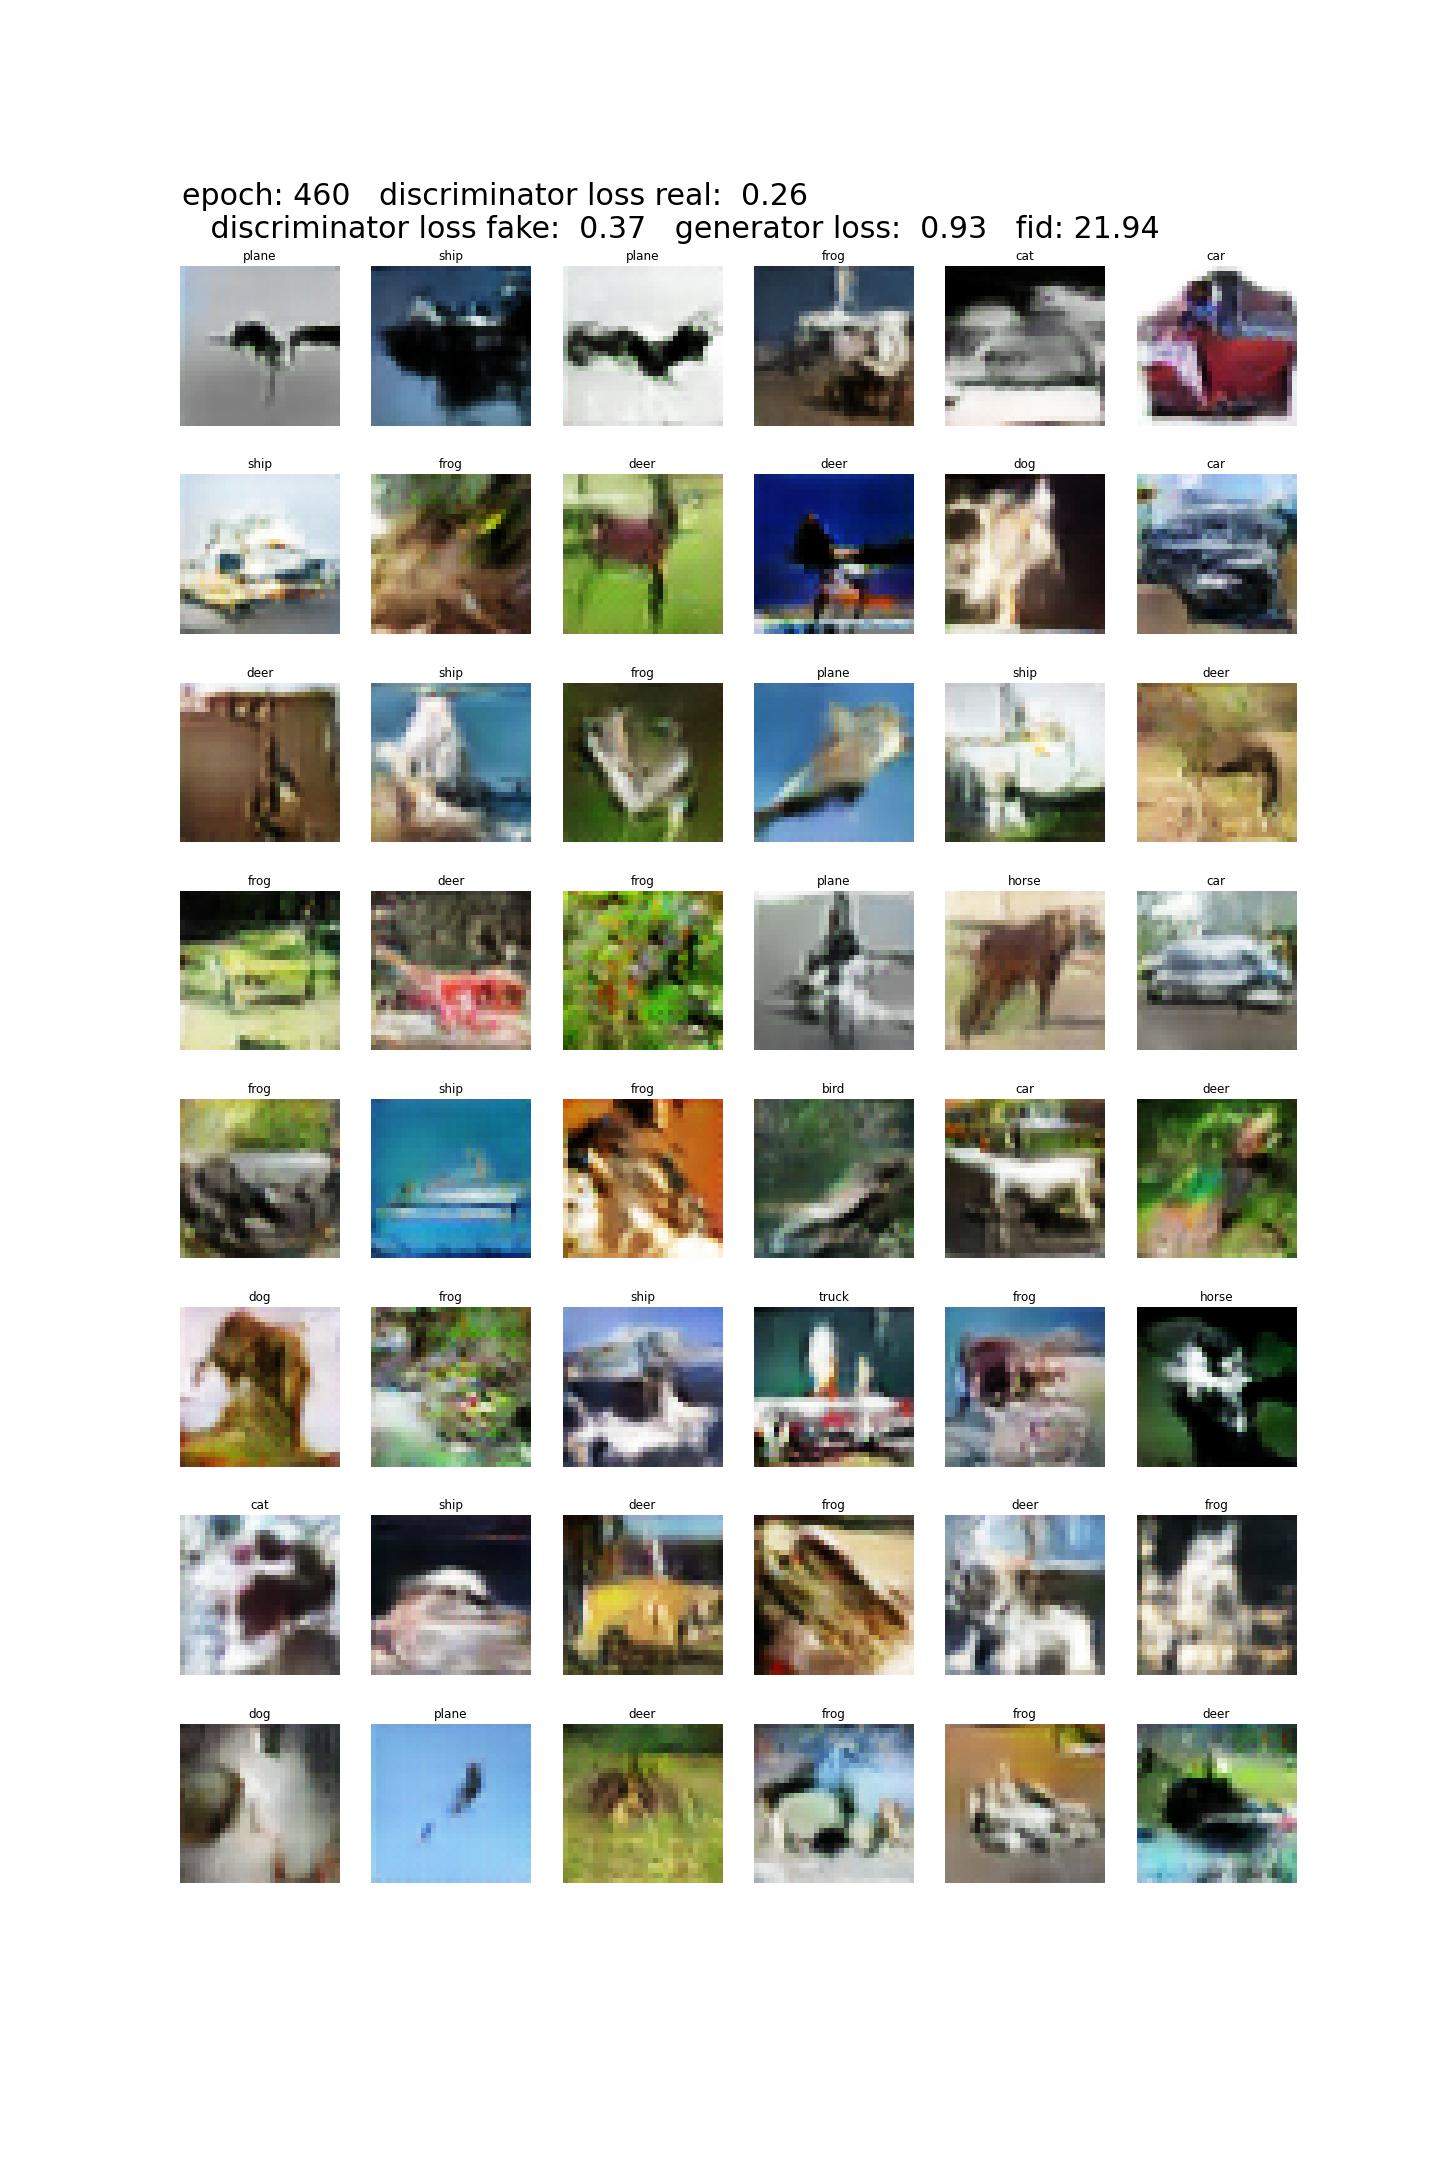 epoch: 460 discriminator loss real: 0.26
discriminator loss fake: 0.37 generator loss: 0.93 fid: 21.94
plane ship plane frog cat car
ship frog deer deer dog car
deer ship frog plane ship deer
frog deer frog plane horse car
frog ship frog bird car deer
dog frog ship truck frog horse
cat ship deer frog deer frog
dog plane deer frog frog deer